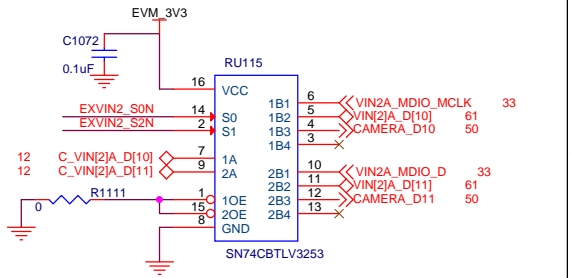 EVM_3V3
C1072
0.1uF
RU115
16 VCC
EXVIN2_S0N 14 S0
EXVIN2_S2N 2 S1
12 C_VIN[2]A_D[10] 7 1A
12 C_VIN[2]A_D[11] 9 2A
R1111
0
1 1OE
15 2OE
8 GND
1B1 6 VIN2A_MDIO_MCLK 33
1B2 5 VIN[2]A_D[10] 61
1B3 4 CAMERA_D10 50
1B4 3
2B1 10 VIN2A_MDIO_D 33
2B2 11 VIN[2]A_D[11] 61
2B3 12 CAMERA_D11 50
2B4 13
SN74CBTLV3253